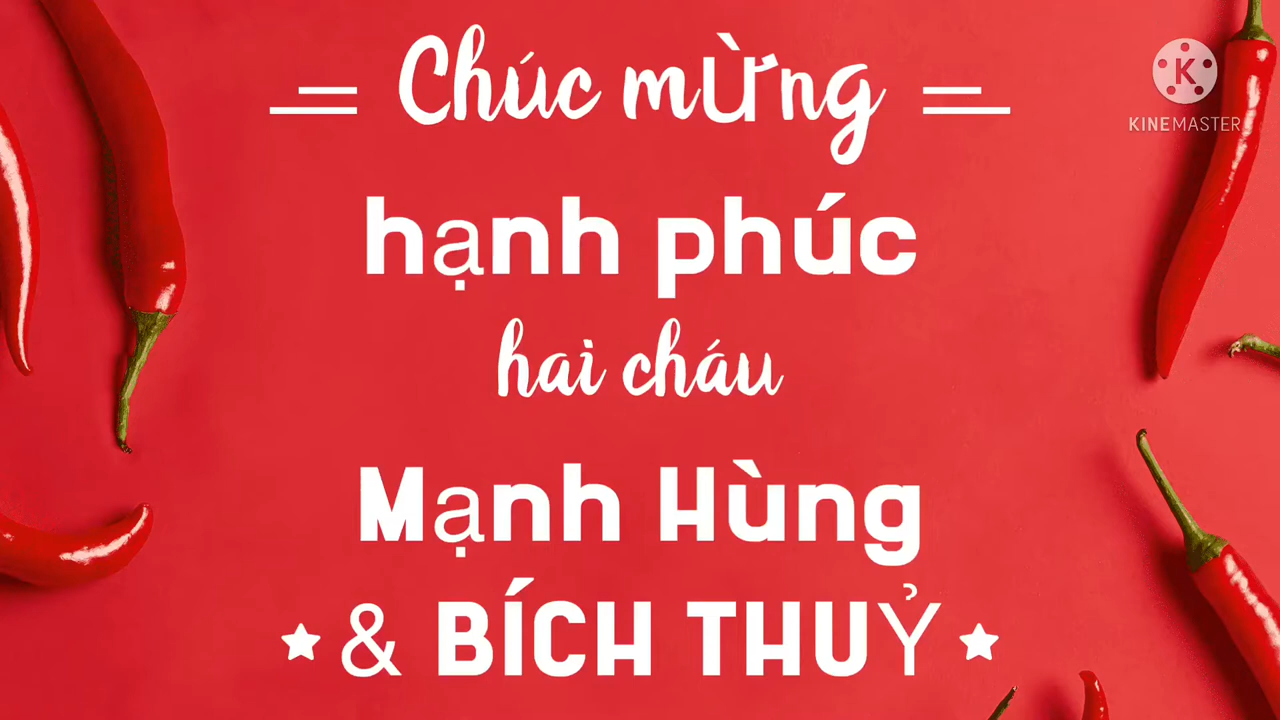 Chúc mừng
hạnh phúc
hai cháu
Mạnh Hùng
& BÍCH THUỶ
K
KINEMASTER